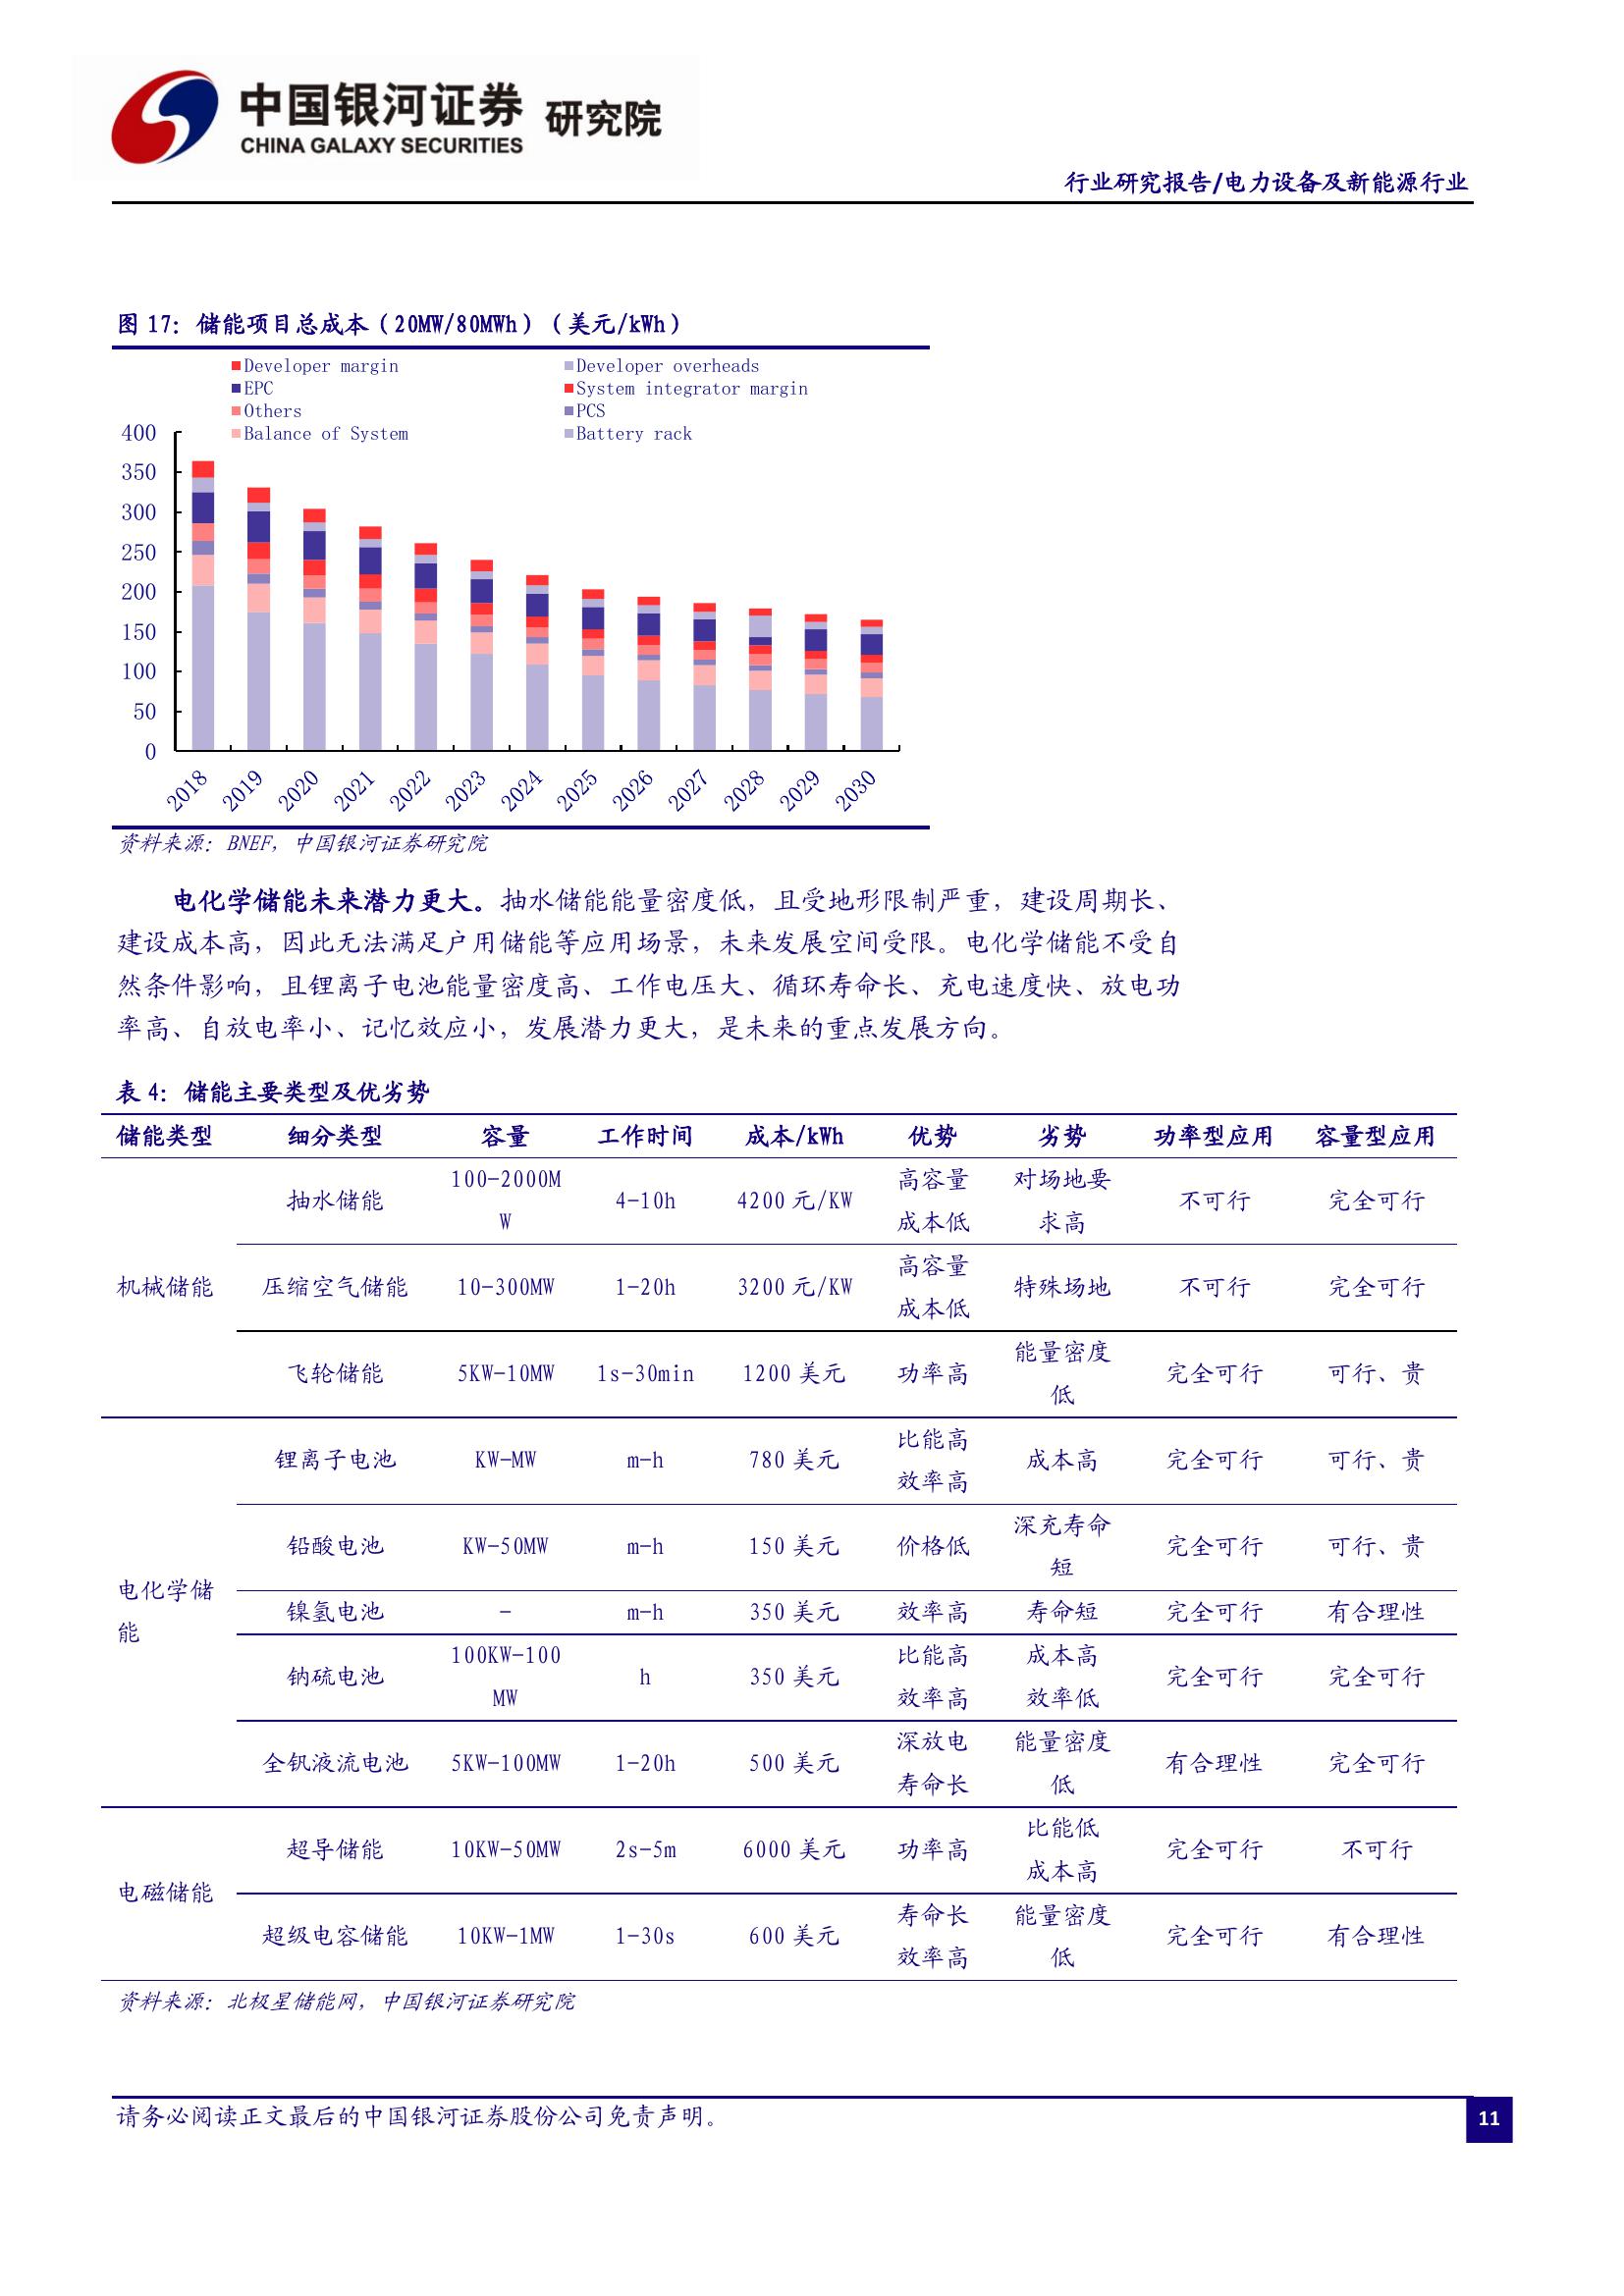 中国银河证券 研究院
CHINA GALAXY SECURITIES
行业研究报告/电力设备及新能源行业
图 17：储能项目总成本（20MW/80MWh）（美元/kWh）
Developer margin Developer overheads
EPC System integrator margin
Others PCS
Balance of System Battery rack
400
350
300
250
200
150
100
50
0
2018 2019 2020 2021 2022 2023 2024 2025 2026 2027 2028 2029 2030
资料来源：BNEF，中国银河证券研究院
电化学储能未来潜力更大。抽水储能能量密度低，且受地形限制严重，建设周期长、
建设成本高，因此无法满足户用储能等应用场景，未来发展空间受限。电化学储能不受自
然条件影响，且锂离子电池能量密度高、工作电压大、循环寿命长、充电速度快、放电功
率高、自放电率小、记忆效应小，发展潜力更大，是未来的重点发展方向。
表 4：储能主要类型及优劣势
储能类型 细分类型 容量 工作时间 成本/kWh 优势 劣势 功率型应用 容量型应用
机械储能
抽水储能 100-2000M
W 4-10h 4200 元/KW 高容量
成本低 对场地要
求高 不可行 完全可行
压缩空气储能 10-300MW 1-20h 3200 元/KW 高容量
成本低 特殊场地 不可行 完全可行
飞轮储能 5KW-10MW 1s-30min 1200 美元 功率高 能量密度
低 完全可行 可行、贵
电化学储
能
锂离子电池 KW-MW m-h 780 美元 比能高
效率高 成本高 完全可行 可行、贵
铅酸电池 KW-50MW m-h 150 美元 价格低 深充寿命
短 完全可行 可行、贵
镍氢电池 - m-h 350 美元 效率高 寿命短 完全可行 有合理性
钠硫电池 100KW-100
MW h 350 美元 比能高
效率高 成本高
效率低 完全可行 完全可行
全钒液流电池 5KW-100MW 1-20h 500 美元 深放电
寿命长 能量密度
低 有合理性 完全可行
电磁储能
超导储能 10KW-50MW 2s-5m 6000 美元 功率高 比能低
成本高 完全可行 不可行
超级电容储能 10KW-1MW 1-30s 600 美元 寿命长
效率高 能量密度
低 完全可行 有合理性
资料来源：北极星储能网，中国银河证券研究院
请务必阅读正文最后的中国银河证券股份公司免责声明。
11